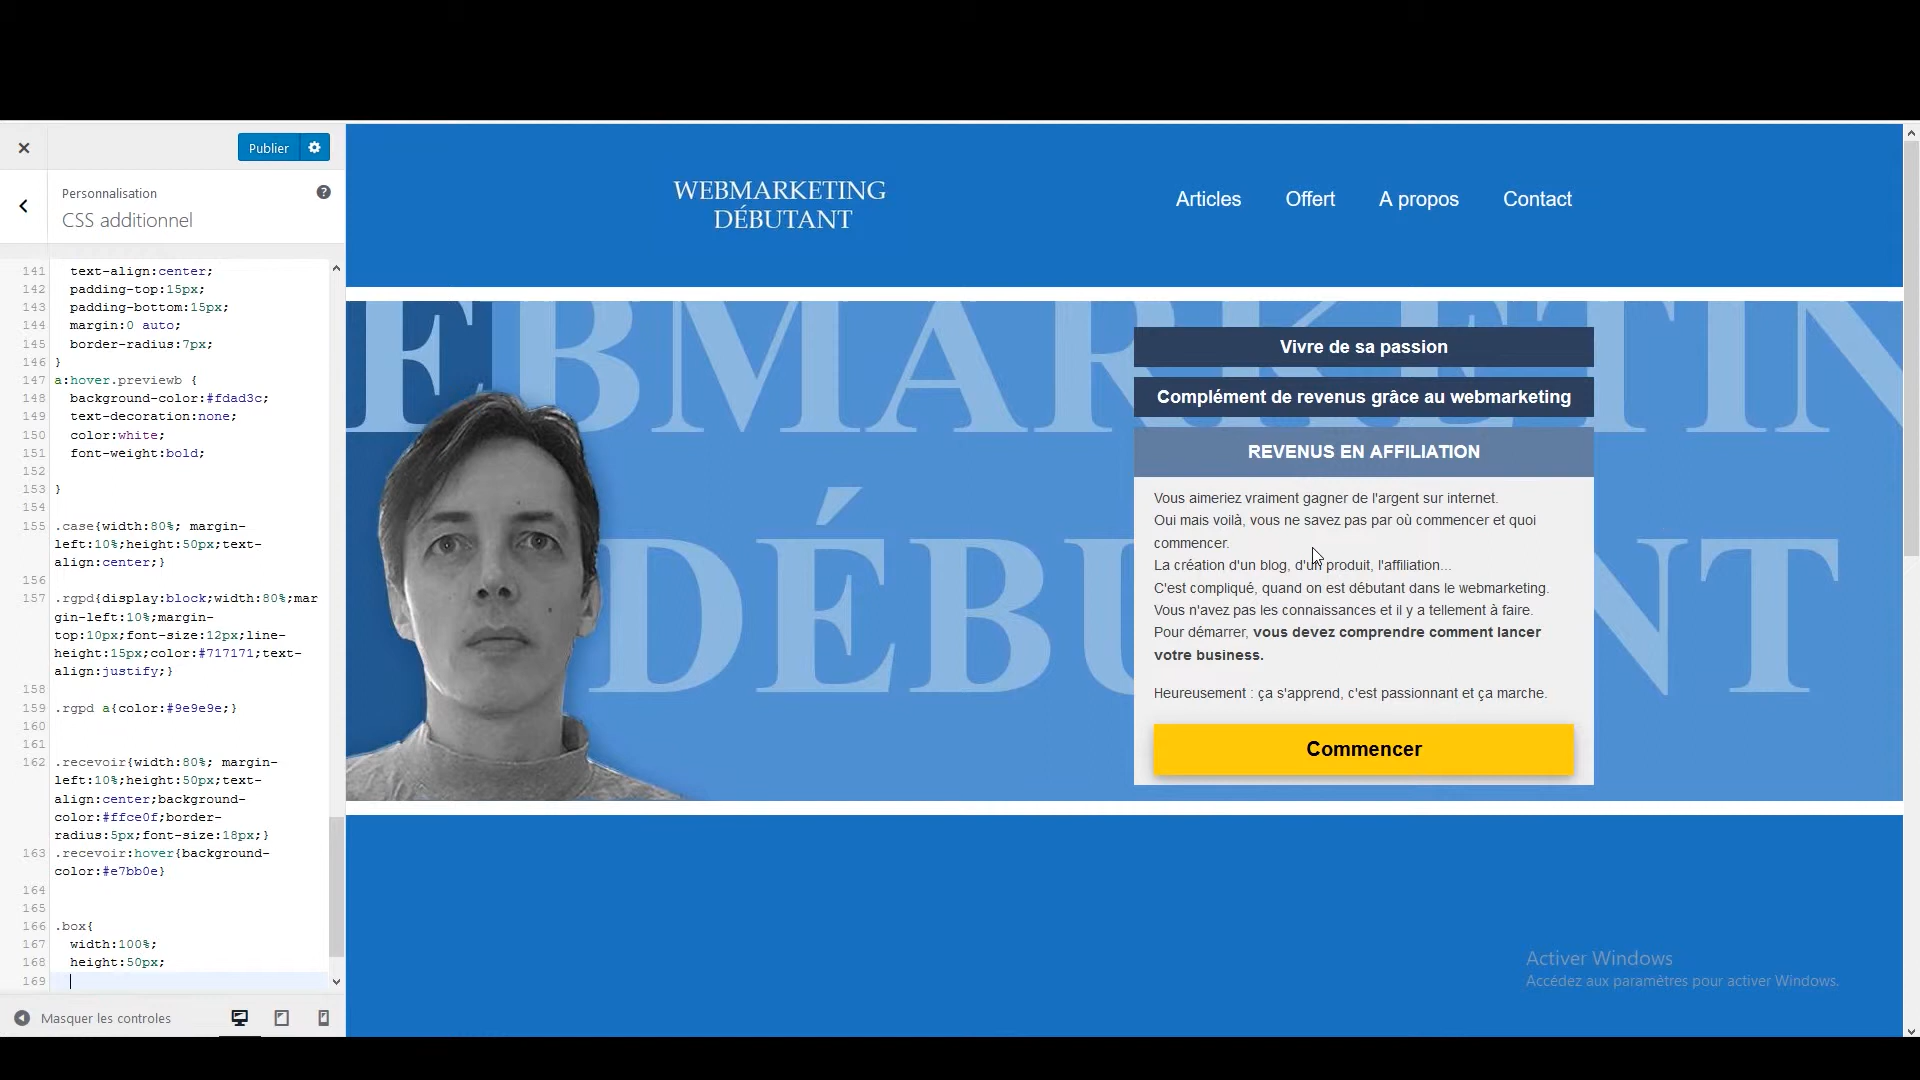 Publier
Personnalisation
CSS additionnel
141 text-align:center;
142 padding-top:15px;
143 padding-bottom:15px;
144 margin:0 auto;
145 border-radius:7px;
146 }
147 a:hover.previewb {
148 background-color:#fdad3c;
149 text-decoration:none;
150 color:white;
151 font-weight:bold;
152
153 }
154
155 .case{width:80%; margin-
left:10%;height:50px;text-
align:center;}
156
157 .rgpd{display:block;width:80%;mar
gin-left:10%;margin-
top:10px;font-size:12px;line-
height:15px;color:#717171;text-
align:justify;}
158
159 .rgpd a{color:#9e9e9e;}
160
161
162 .recevoir{width:80%; margin-
left:10%;height:50px;text-
align:center;background-
color:#ffce0f;border-
radius:5px;font-size:18px;}
163 .recevoir:hover{background-
color:#e7bb0e}
164
165
166 .box{
167 width:100%;
168 height:50px;
169
Masquer les controles
WEBMARKETING
DÉBUTANT
Articles Offert A propos Contact
EBMARKETIN
DÉBU NT
Vivre de sa passion
Complément de revenus grâce au webmarketing
REVENUS EN AFFILIATION
Vous aimeriez vraiment gagner de l'argent sur internet.
Oui mais voilà, vous ne savez pas par où commencer et quoi
commencer.
La création d'un blog, d'un produit, l'affiliation...
C'est compliqué, quand on est débutant dans le webmarketing.
Vous n'avez pas les connaissances et il y a tellement à faire.
Pour démarrer, vous devez comprendre comment lancer
votre business.
Heureusement : ça s'apprend, c'est passionnant et ça marche.
Commencer
Activer Windows
Accédez aux paramètres pour activer Windows.